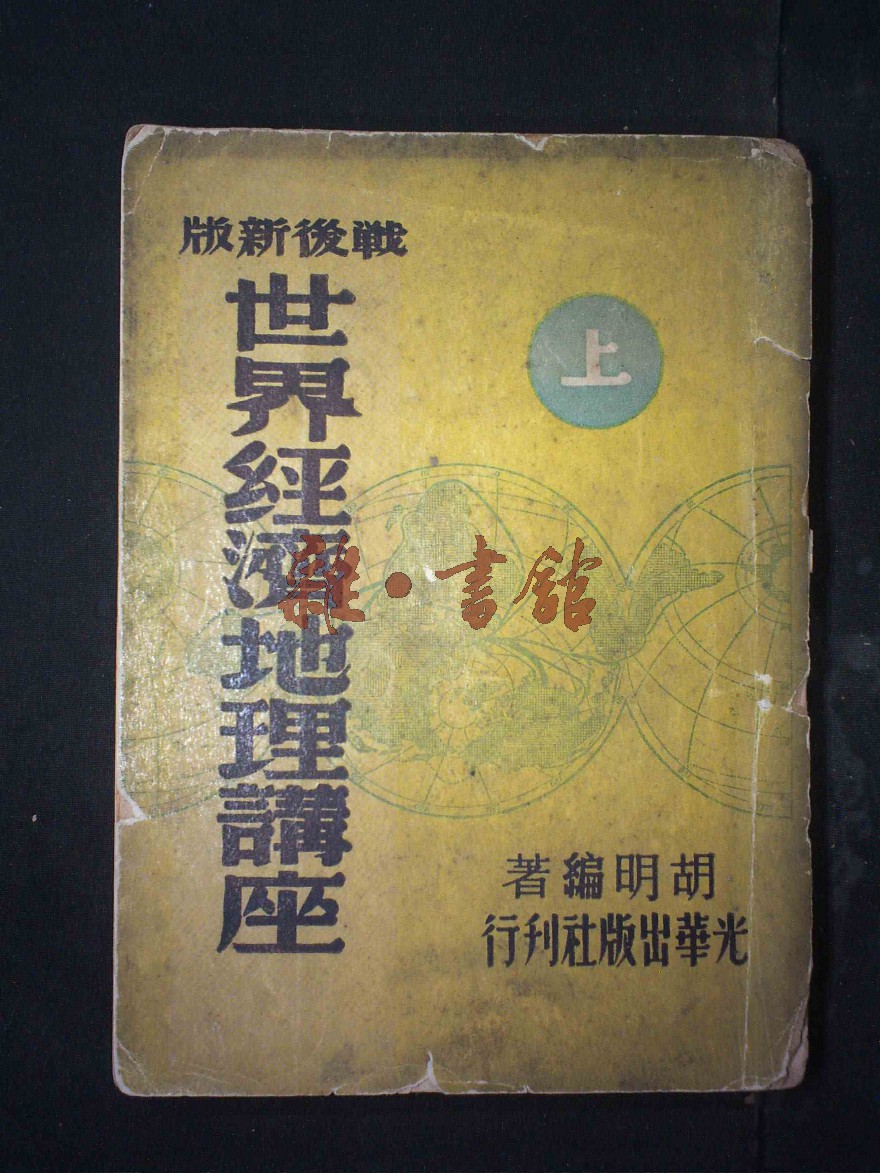 戰後新版
世界經濟地理講座
上
胡明編著
光華出版社刊行
雜·書館